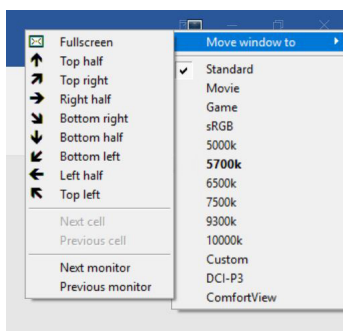 Fullscreen
Top half
Top right
Right half
Bottom right
Bottom half
Bottom left
Left half
Top left
Next cell
Previous cell
Next monitor
Previous monitor
Move window to
Standard
Movie
Game
sRGB
5000k
5700k
6500k
7500k
9300k
10000k
Custom
DCI-P3
ComfortView